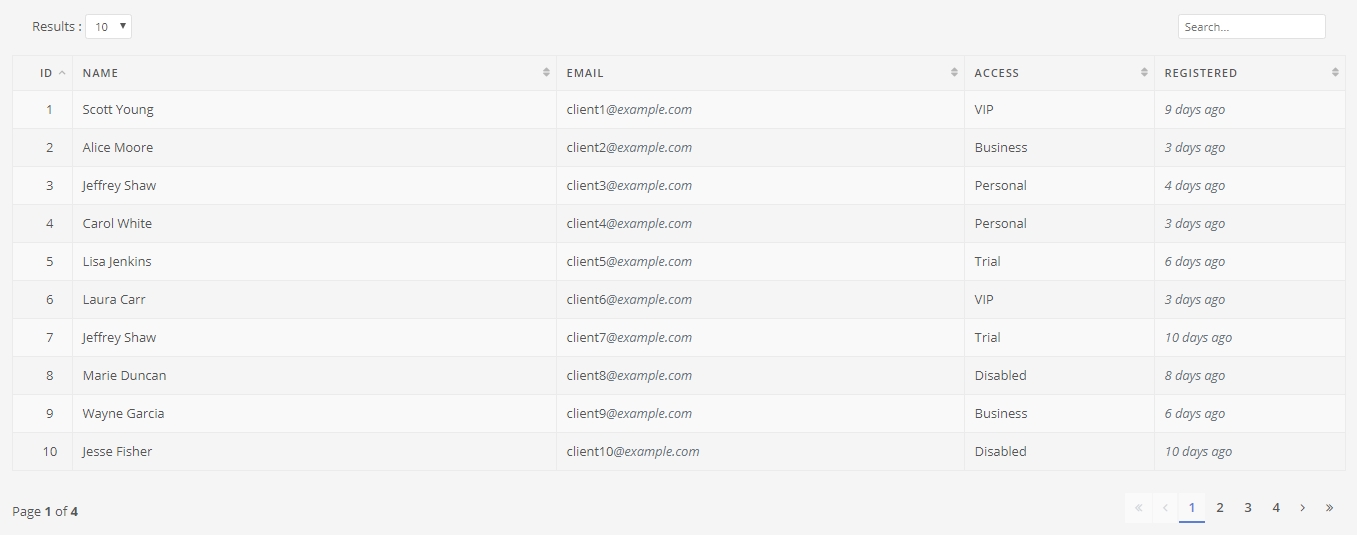 Results : 10 Search...
ID NAME EMAIL ACCESS REGISTERED
1 Scott Young client1@example.com VIP 9 days ago
2 Alice Moore client2@example.com Business 3 days ago
3 Jeffrey Shaw client3@example.com Personal 4 days ago
4 Carol White client4@example.com Personal 3 days ago
5 Lisa Jenkins client5@example.com Trial 6 days ago
6 Laura Carr client6@example.com VIP 3 days ago
7 Jeffrey Shaw client7@example.com Trial 10 days ago
8 Marie Duncan client8@example.com Disabled 8 days ago
9 Wayne Garcia client9@example.com Business 6 days ago
10 Jesse Fisher client10@example.com Disabled 10 days ago
Page 1 of 4 « ‹ 1 2 3 4 › »